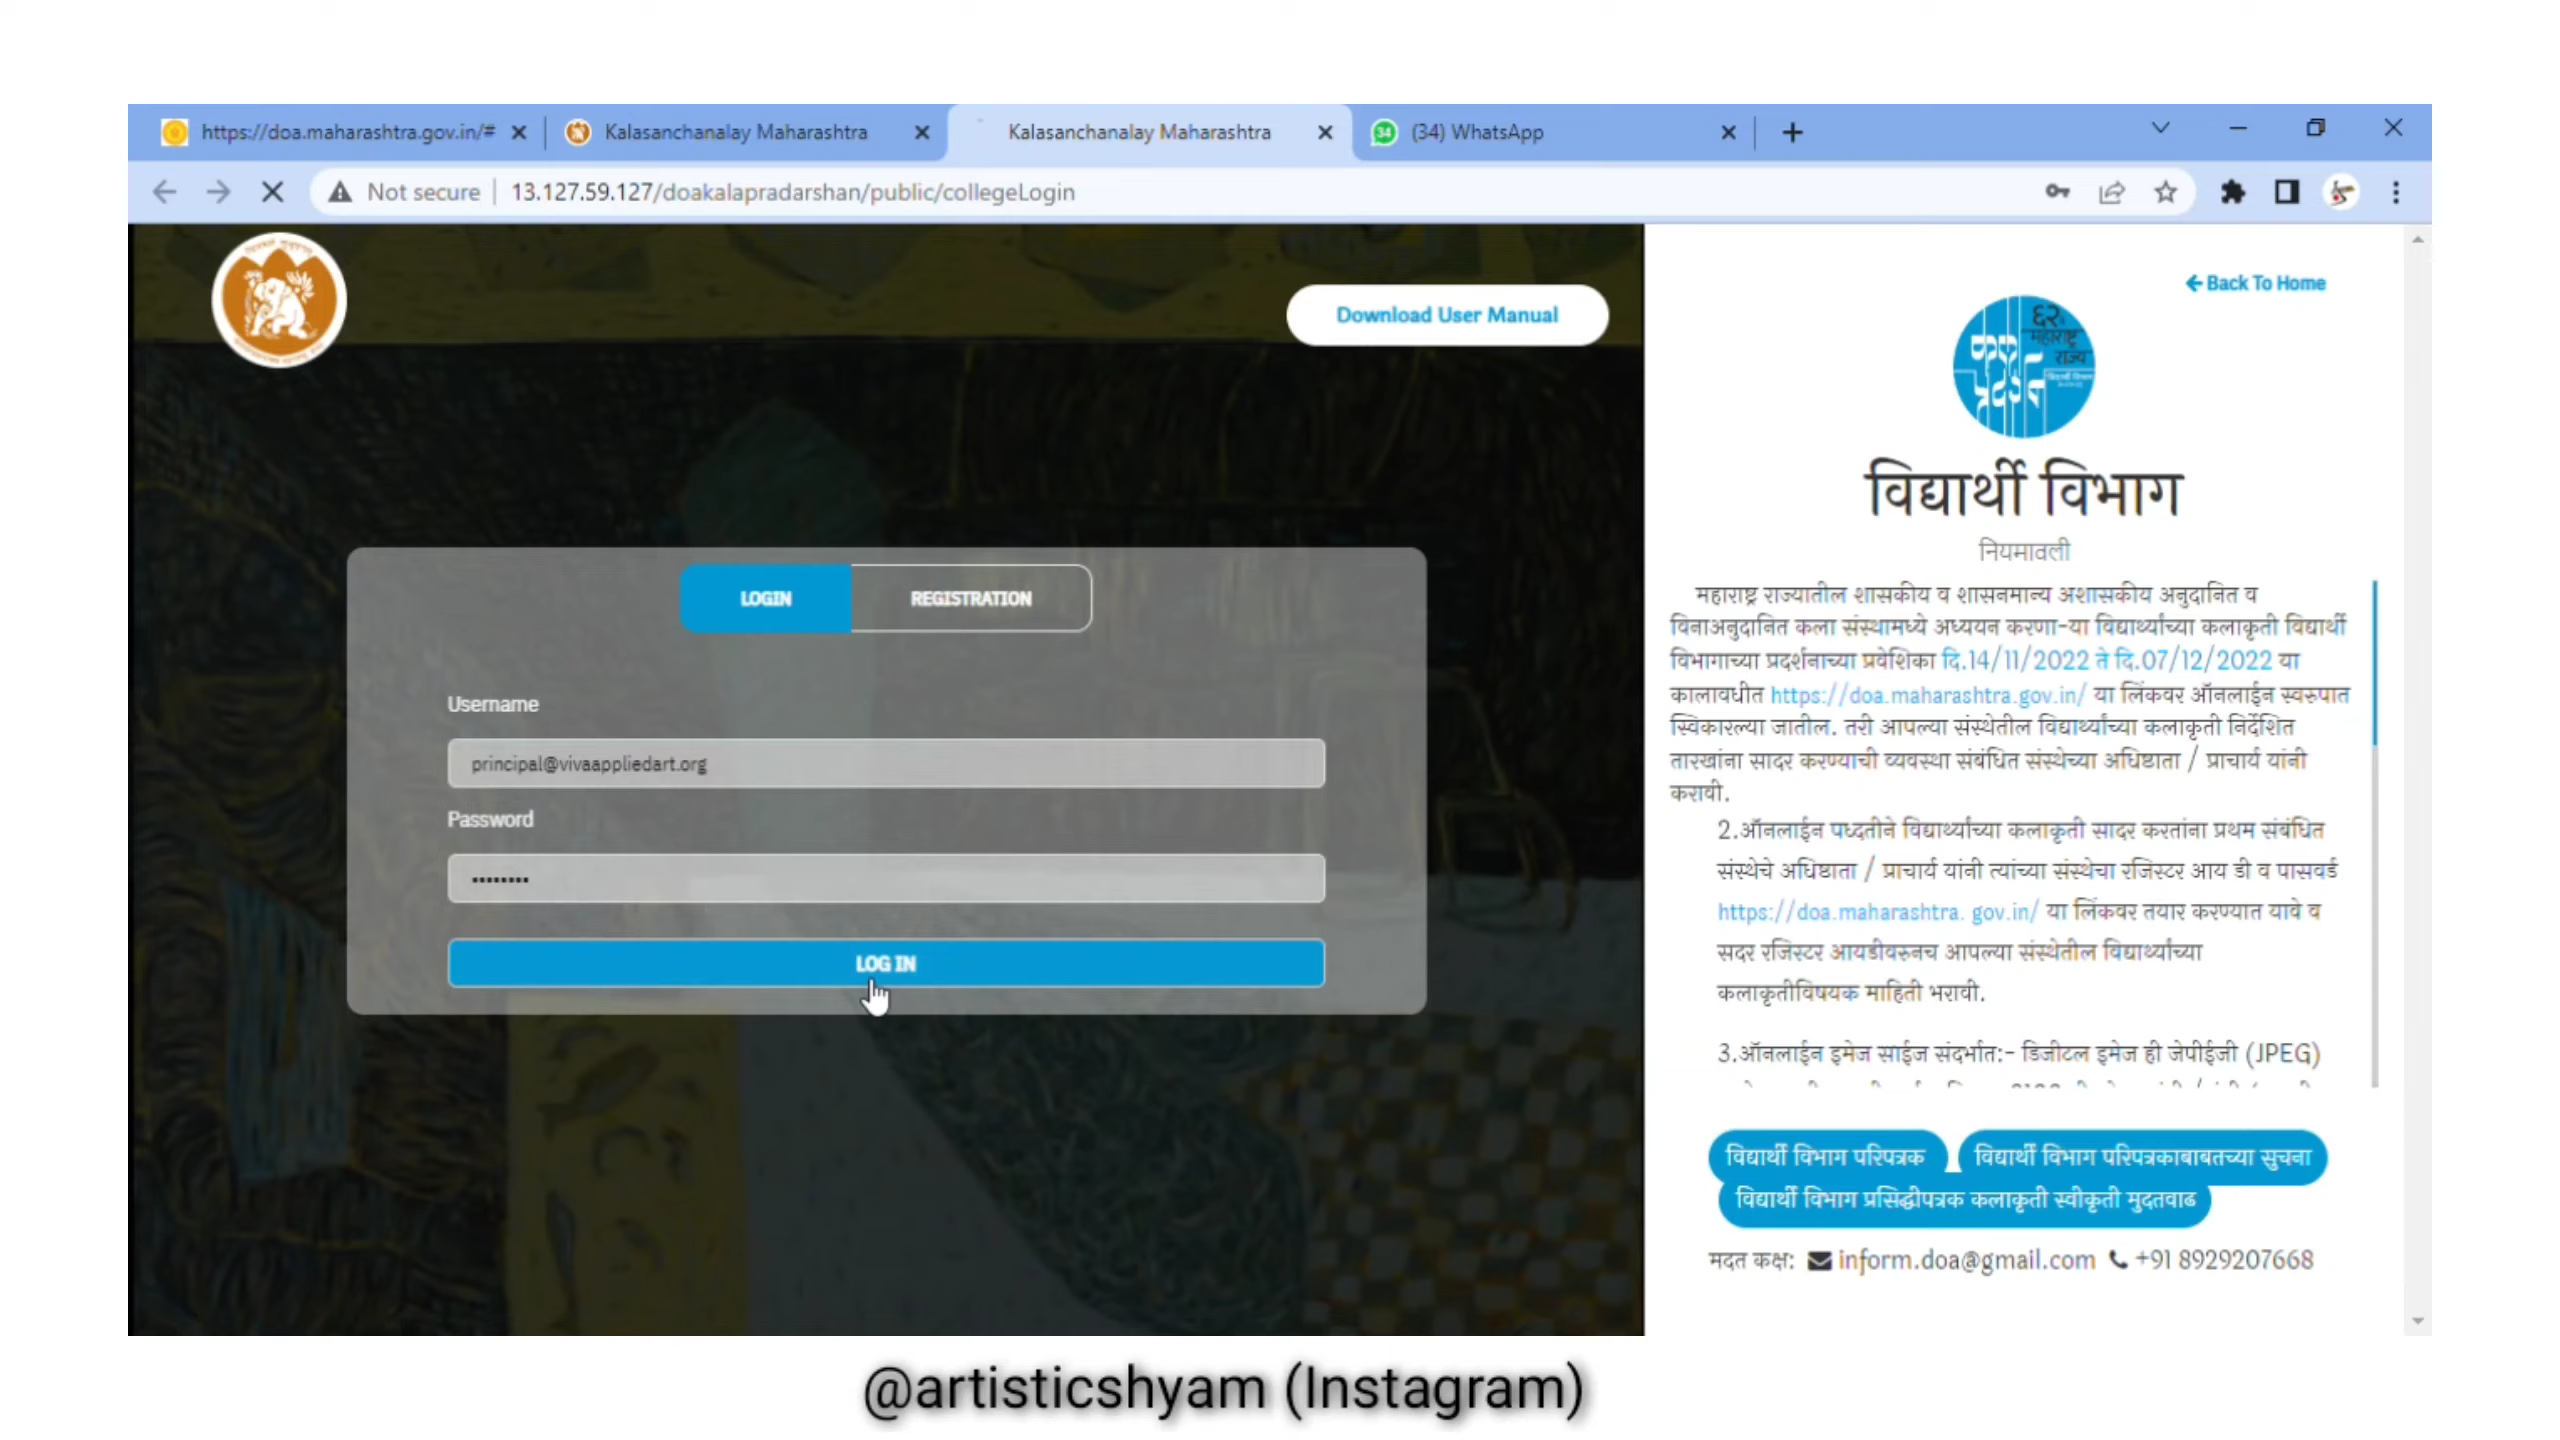 https://doa.maharashtra.gov.in/#
Kalasanchanalay Maharashtra
Kalasanchanalay Maharashtra
34
(34) WhatsApp
Not secure
13.127.59.127/doakalapradarshan/public/collegeLogin
Back To Home
Download User Manual
६२
महाराष्ट्र
राज्य
विद्यार्थी विभाग
नियमावली
LOGIN
REGISTRATION
Username
principal@vivaappliedart.org
Password
LOG IN
महाराष्ट्र राज्यातील शासकीय व शासनमान्य अशासकीय अनुदानित व
विनाअनुदानित कला संस्थामध्ये अध्ययन करणा-या विद्यार्थ्यांच्या कलाकृती विद्यार्थी
विभागाच्या प्रदर्शनाच्या प्रवेशिका दि.14/11/2022 ते दि.07/12/2022 या
कालावधीत https://doa.maharashtra.gov.in/ या लिंकवर ऑनलाईन स्वरुपात
स्विकारल्या जातील. तरी आपल्या संस्थेतील विद्यार्थ्यांच्या कलाकृती निर्देशित
तारखांना सादर करण्याची व्यवस्था संबंधित संस्थेच्या अधिष्ठाता / प्राचार्य यांनी
करावी.
2.ऑनलाईन पध्दतीने विद्यार्थ्यांच्या कलाकृती सादर करतांना प्रथम संबंधित
संस्थेचे अधिष्ठाता / प्राचार्य यांनी त्यांच्या संस्थेचा रजिस्टर आय डी व पासवर्ड
https://doa.maharashtra. gov.in/ या लिंकवर तयार करण्यात यावे व
सदर रजिस्टर आयडीवरुनच आपल्या संस्थेतील विद्यार्थ्यांच्या
कलाकृतीविषयक माहिती भरावी.
3.ऑनलाईन इमेज साईज संदर्भात:- डिजीटल इमेज ही जेपीईजी (JPEG)
विद्यार्थी विभाग परिपत्रक
विद्यार्थी विभाग परिपत्रकाबाबतच्या सुचना
विद्यार्थी विभाग प्रसिद्धीपत्रक कलाकृती स्वीकृती मुदतवाढ
मदत कक्ष: inform.doa@gmail.com +91 8929207668
@artisticshyam (Instagram)